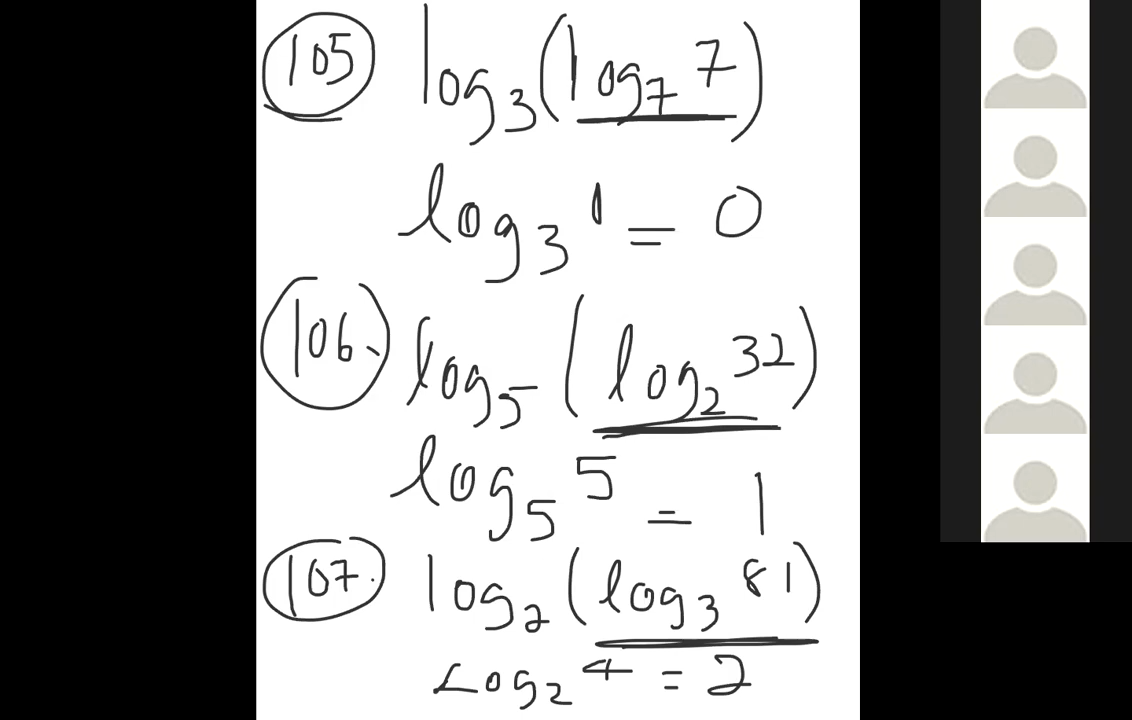 105 log₃(log₇ 7)
log₃ 1 = 0
106. log₅ (log₂ 32)
log₅ 5 = 1
107. log₂ (log₃ 81)
Log₂ 4 = 2